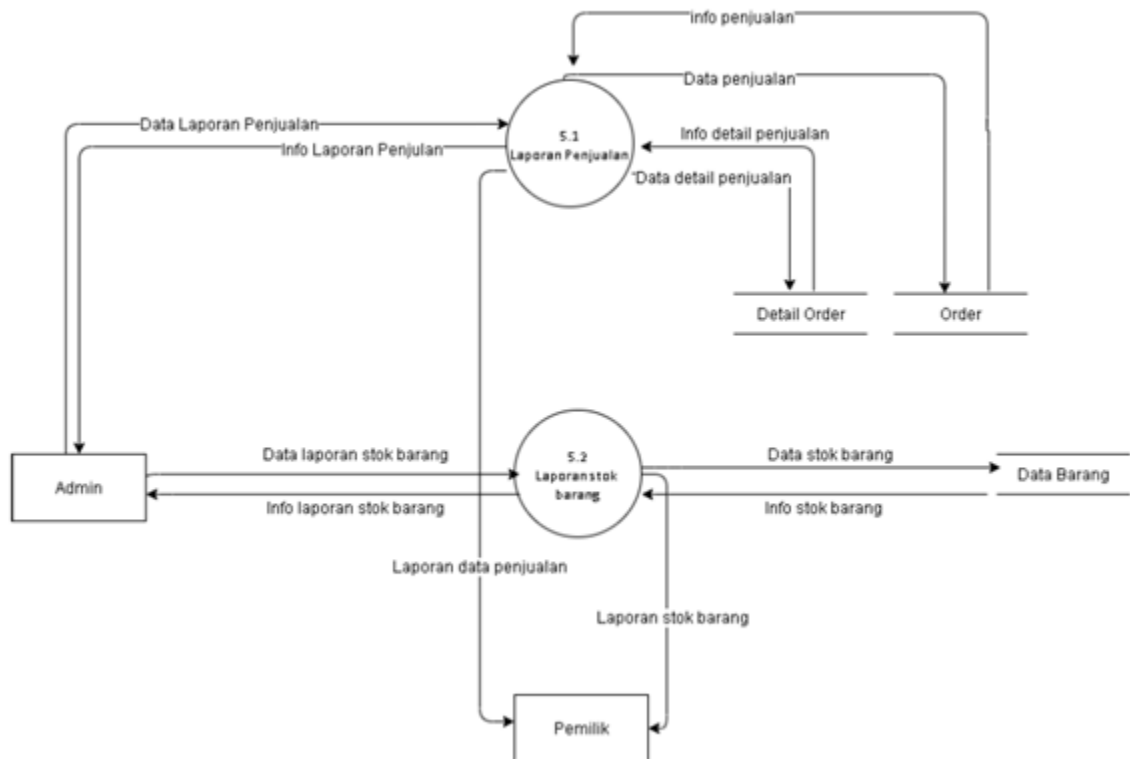 info penjualan
Data penjualan
Data Laporan Penjualan
Info Laporan Penjulan
5.1
Laporan Penjualan
Info detail penjualan
Data detail penjualan
Detail Order
Order
Admin
Data laporan stok barang
Info laporan stok barang
5.2
Laporan stok
barang
Data stok barang
Info stok barang
Data Barang
Laporan data penjualan
Laporan stok barang
Pemilik